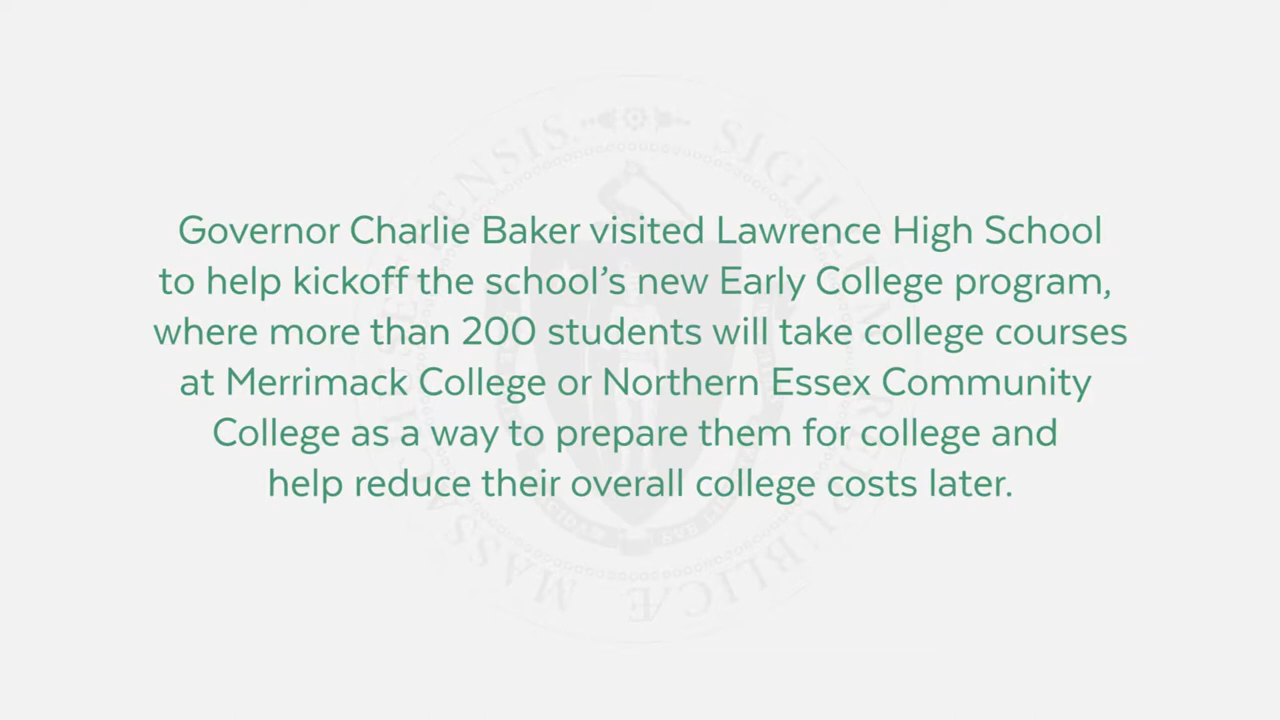 Governor Charlie Baker visited Lawrence High School
to help kickoff the school’s new Early College program,
where more than 200 students will take college courses
at Merrimack College or Northern Essex Community
College as a way to prepare them for college and
help reduce their overall college costs later.